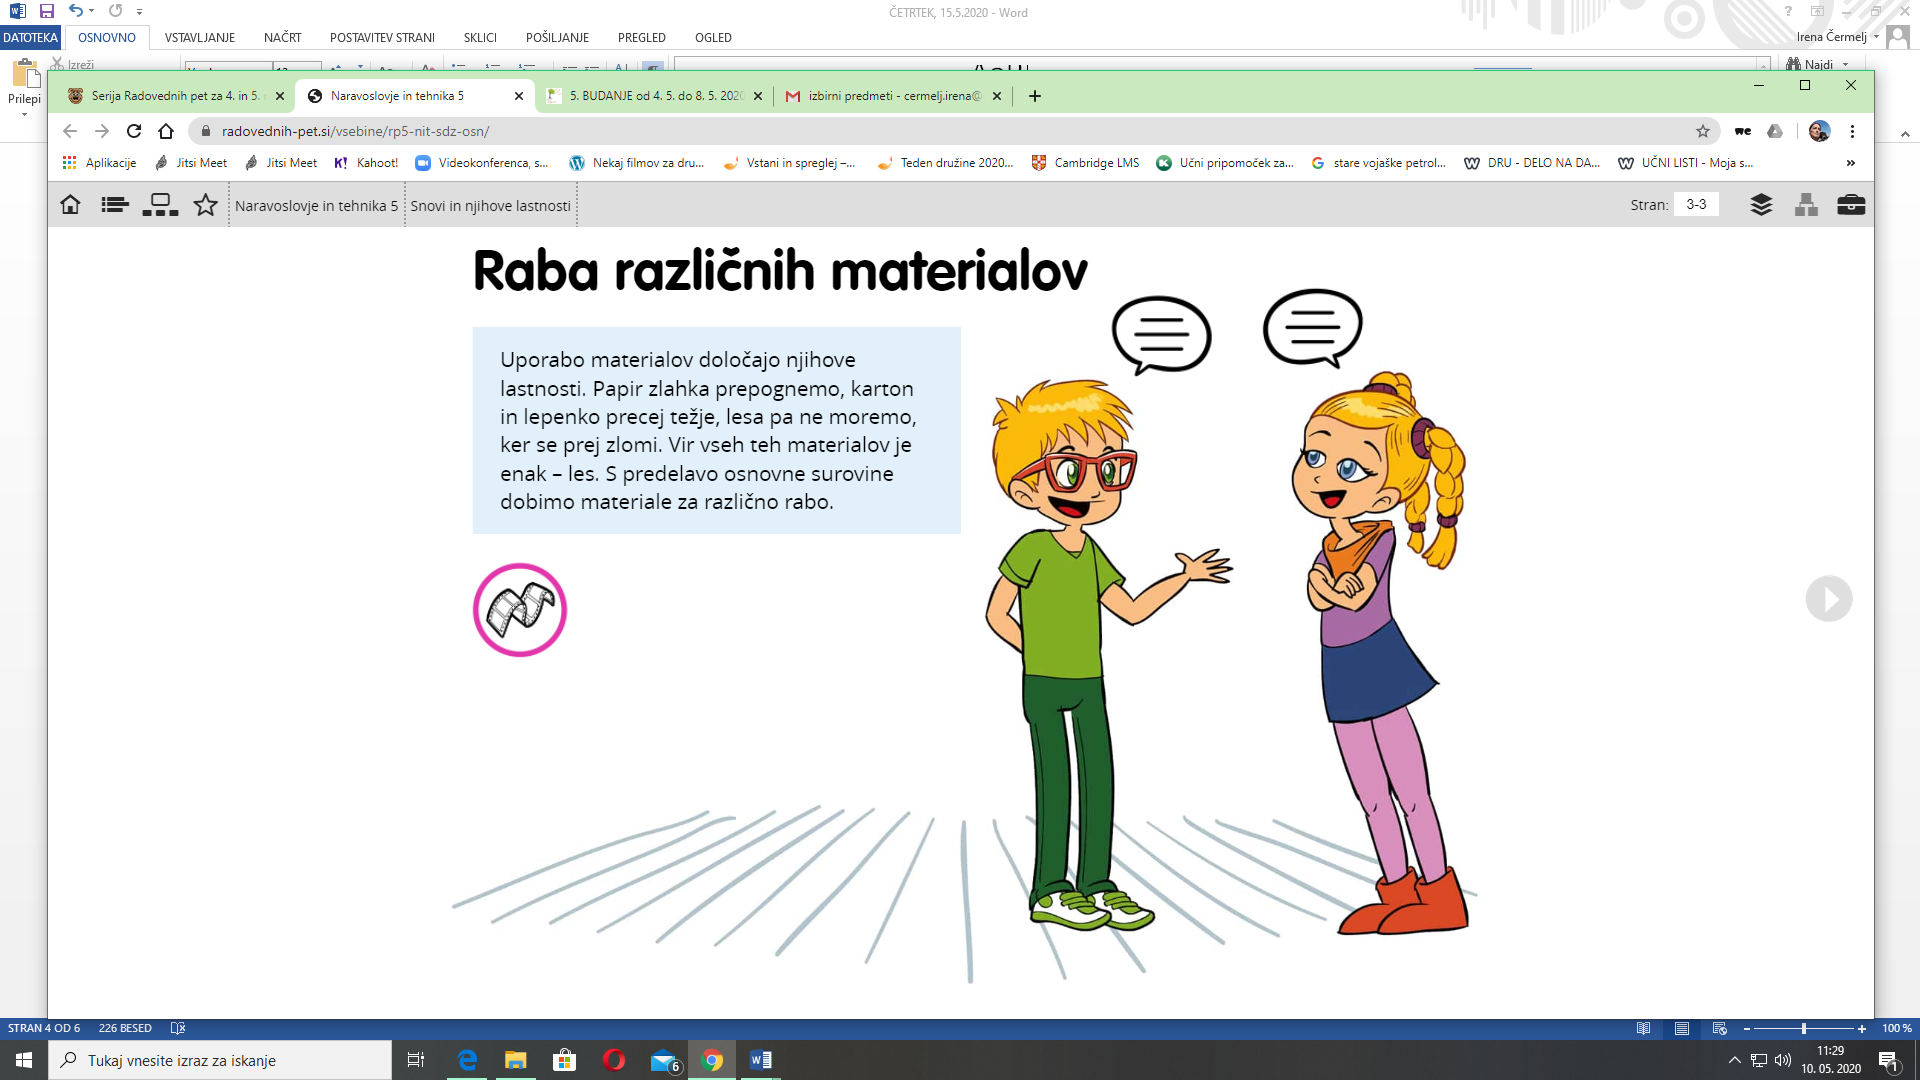 ČETRTEK, 15.5.2020 - Word
DATOTEKA OSNOVNO VSTAVLJANJE NAČRT POSTAVITEV STRANI SKLICI POŠILJANJE PREGLED OGLED
Irena Čermelj
Izreži
Najdi
Prilepi
Serija Radovednih pet za 4. in 5.
Naravoslovje in tehnika 5
5. BUDANJE od 4. 5. do 8. 5. 2020
izbirni predmeti - cermelj.irena@
radovednih-pet.si/vsebine/rp5-nit-sdz-osn/
Aplikacije
Jitsi Meet
Jitsi Meet
Kahoot!
Videokonferenca, s...
Nekaj filmov za dru...
Vstani in spreglej –...
Teden družine 2020...
Cambridge LMS
Učni pripomoček za...
stare vojaške petrol...
DRU - DELO NA DA...
UČNI LISTI - Moja s...
Naravoslovje in tehnika 5
Snovi in njihove lastnosti
Stran: 3-3
Raba različnih materialov
Uporabo materialov določajo njihove
lastnosti. Papir zlahka prepognemo, karton
in lepenko precej težje, lesa pa ne moremo,
ker se prej zlomi. Vir vseh teh materialov je
enak – les. S predelavo osnovne surovine
dobimo materiale za različno rabo.
STRAN 4 OD 6 226 BESED
100 %
Tukaj vnesite izraz za iskanje
6
11:29
10. 05. 2020
1